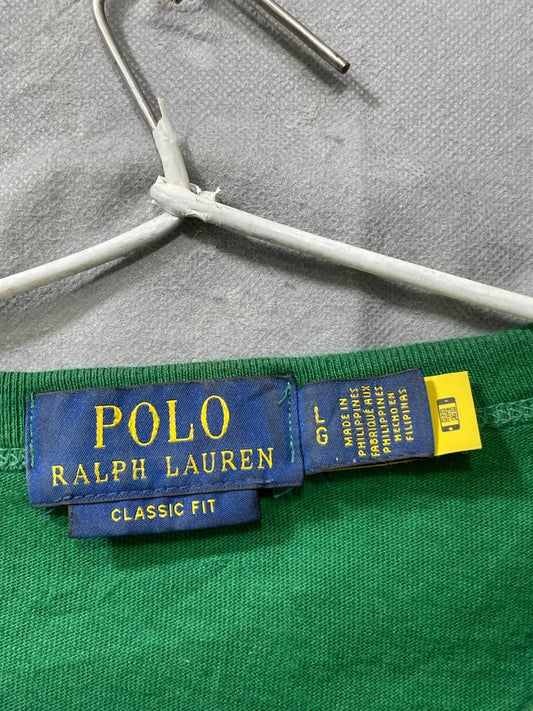 POLO
RALPH LAUREN
CLASSIC FIT
MADE IN
PHILIPPINES
FABRIQUÉ AUX
PHILIPPINES
HECHO EN
FILIPINAS